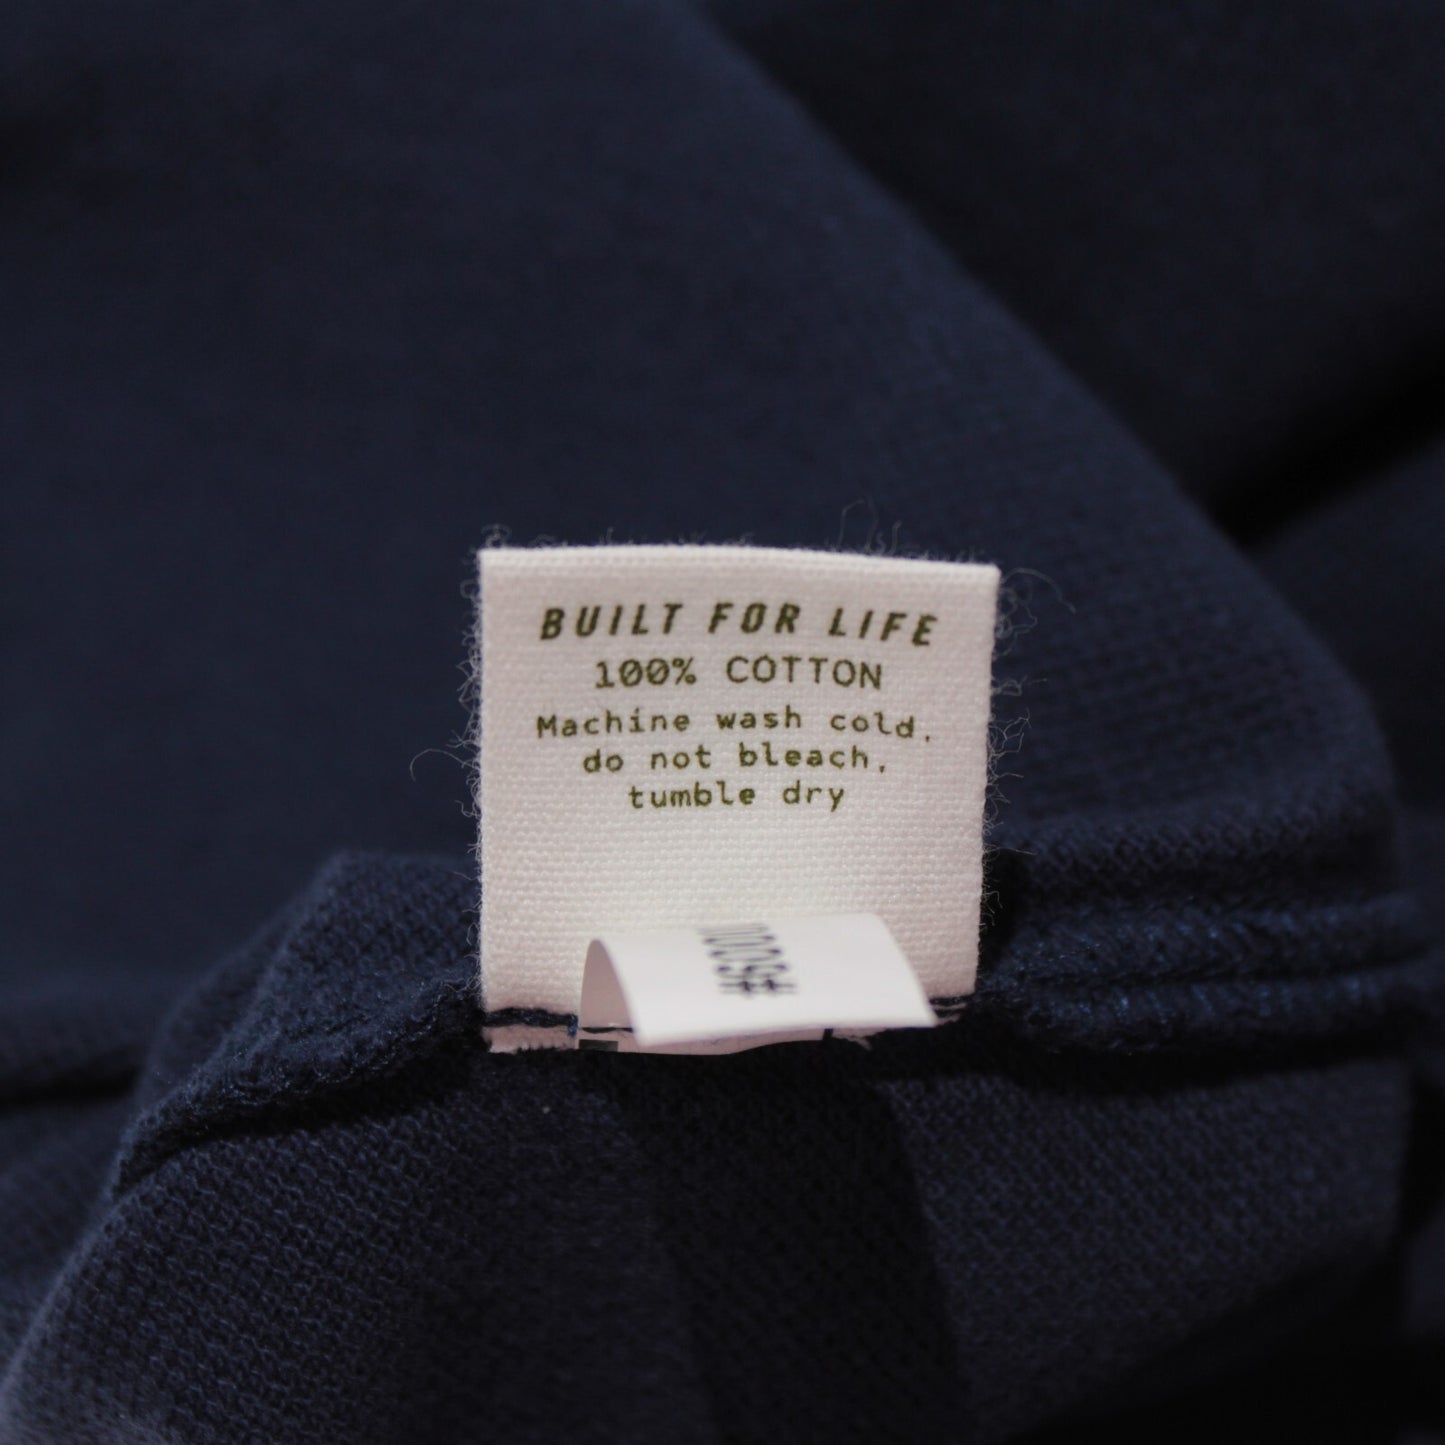 BUILT FOR LIFE
100% COTTON
Machine wash cold,
do not bleach,
tumble dry